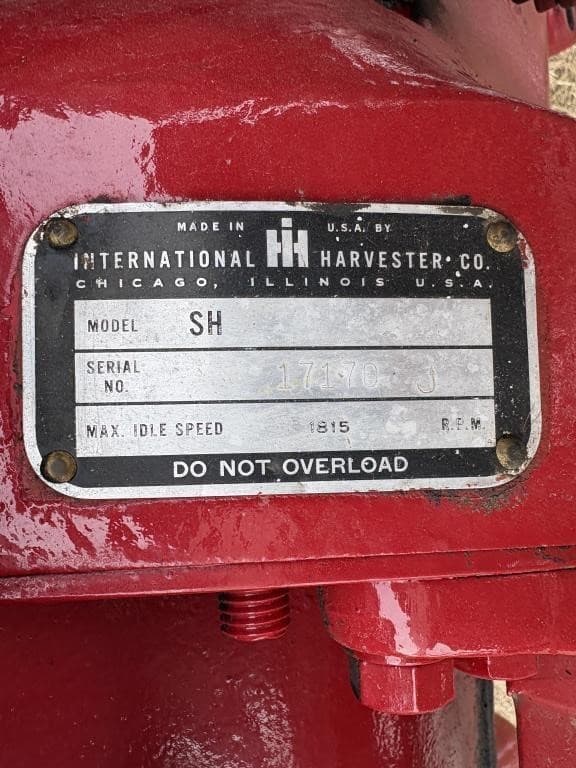 MADE IN IH U.S.A. BY
INTERNATIONAL HARVESTER CO.
CHICAGO, ILLINOIS U.S.A.
MODEL SH
SERIAL NO. 17170 J
MAX. IDLE SPEED 1815 R.P.M.
DO NOT OVERLOAD